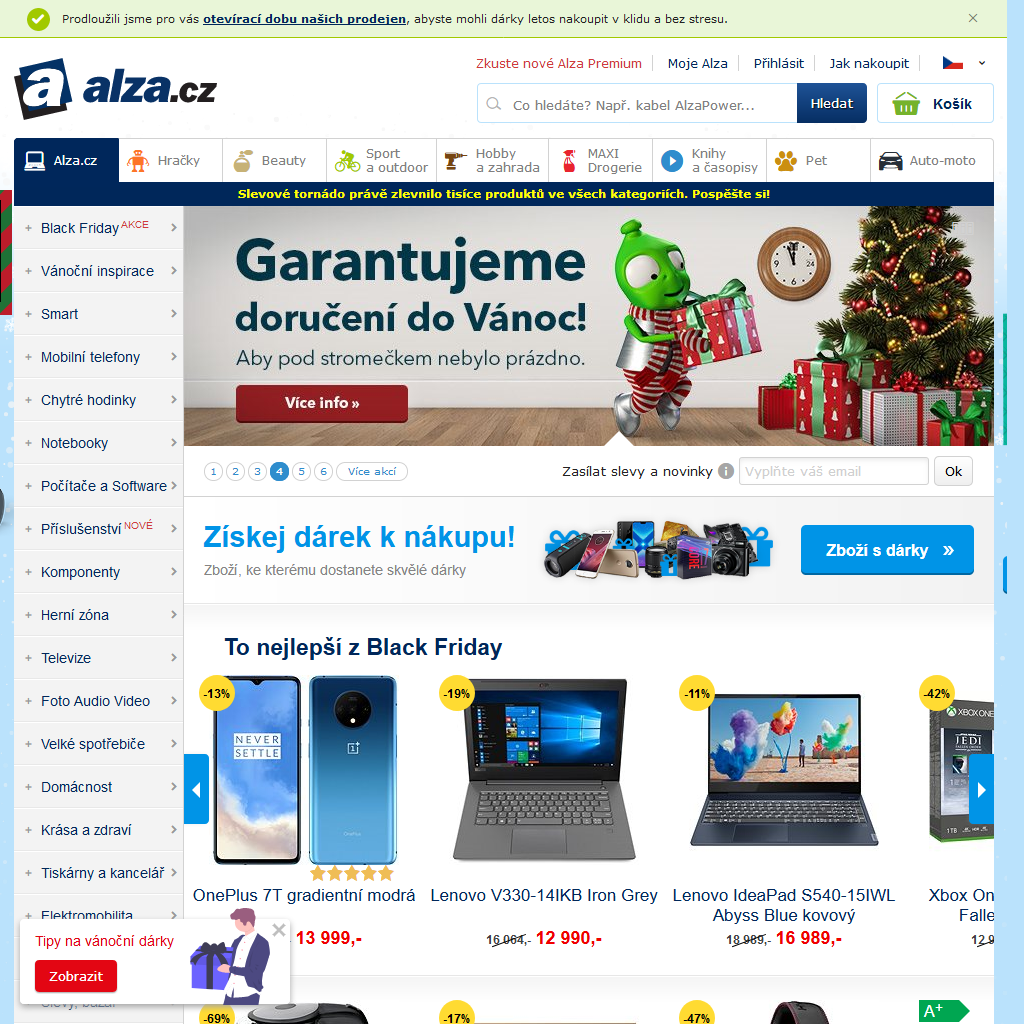 Prodloužili jsme pro vás otevírací dobu našich prodejen, abyste mohli dárky letos nakoupit v klidu a bez stresu.
Zkuste nové Alza Premium
Moje Alza
Přihlásit
Jak nakoupit
alza.cz
Co hledáte? Např. kabel AlzaPower...
Hledat
Košík
Alza.cz
Hračky
Beauty
Sport
a outdoor
Hobby
a zahrada
MAXI
Drogerie
Knihy
a časopisy
Pet
Auto-moto
Slevové tornádo právě zlevnilo tisíce produktů ve všech kategoriích. Pospěšte si!
Black Friday AKCE
Vánoční inspirace
Smart
Mobilní telefony
Chytré hodinky
Notebooky
Počítače a Software
Příslušenství NOVÉ
Komponenty
Herní zóna
Televize
Foto Audio Video
Velké spotřebiče
Domácnost
Krása a zdraví
Tiskárny a kancelář
Elektromobilita
Slevy, bazar
Garantujeme
doručení do Vánoc!
Aby pod stromečkem nebylo prázdno.
Více info »
1 2 3 4 5 6 Více akcí
Zasílat slevy a novinky
Vyplňte váš email
Ok
Získej dárek k nákupu!
Zboží, ke kterému dostanete skvělé dárky
Zboží s dárky »
To nejlepší z Black Friday
-13%
NEVER
SETTLE
OnePlus 7T gradientní modrá
13 999,-
-19%
Lenovo V330-14IKB Iron Grey
16 064,- 12 990,-
-11%
Lenovo IdeaPad S540-15IWL
Abyss Blue kovový
18 989,- 16 989,-
-42%
XBOX ONE
JEDI
1TB
Xbox On
Falle
12 9
Tipy na vánoční dárky
Zobrazit
-69%
-17%
-47%
A+